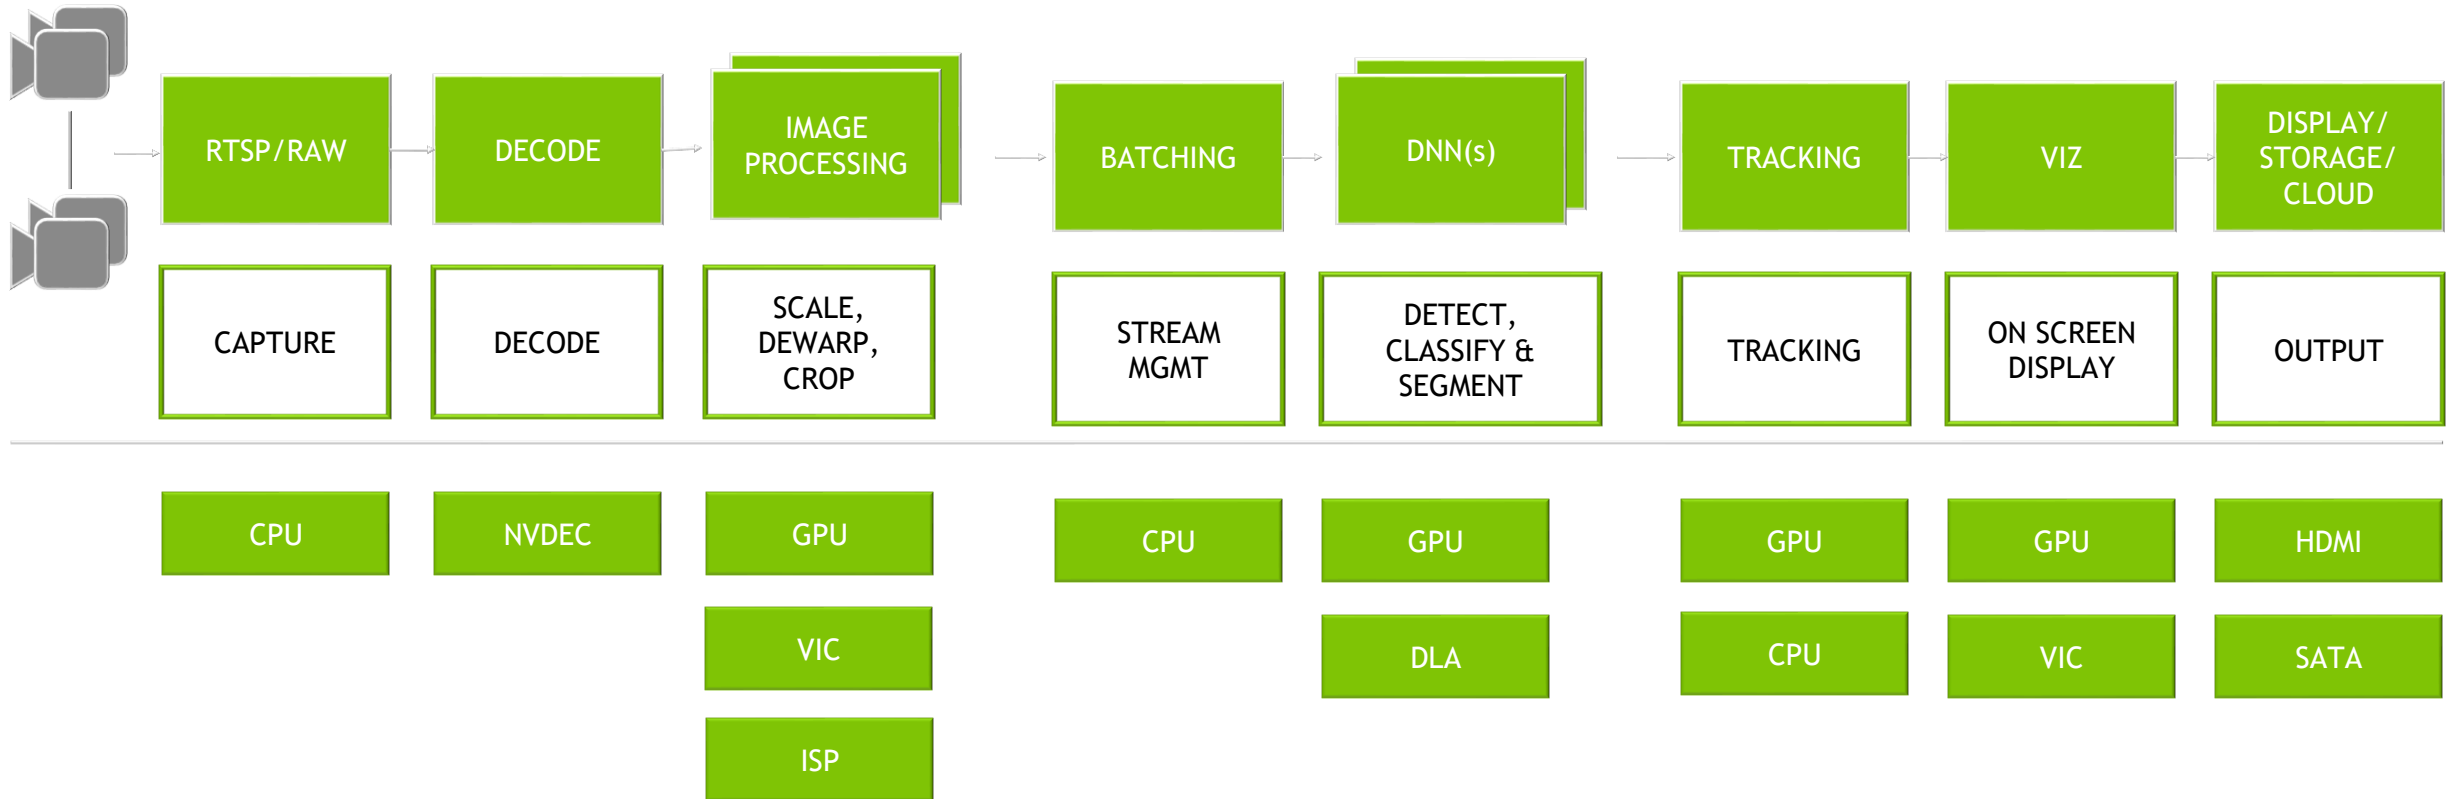 RTSP/RAW
DECODE
IMAGE
PROCESSING
BATCHING
DNN(s)
TRACKING
VIZ
DISPLAY/
STORAGE/
CLOUD
CAPTURE
DECODE
SCALE,
DEWARP,
CROP
STREAM
MGMT
DETECT,
CLASSIFY &
SEGMENT
TRACKING
ON SCREEN
DISPLAY
OUTPUT
CPU
NVDEC
GPU
CPU
GPU
GPU
GPU
HDMI
VIC
DLA
CPU
VIC
SATA
ISP